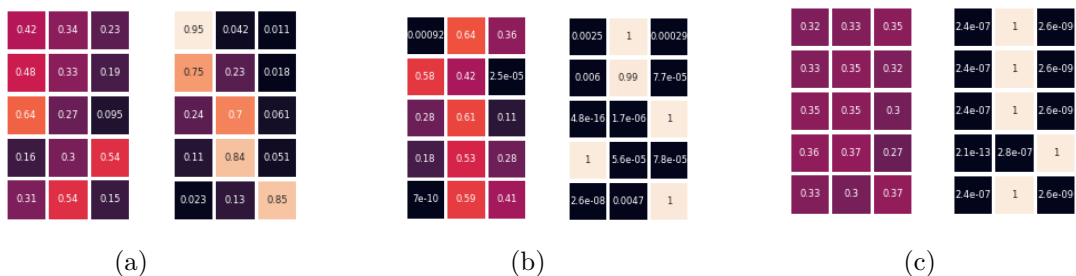 0.42 0.34 0.23
0.48 0.33 0.19
0.64 0.27 0.095
0.16 0.3 0.54
0.31 0.54 0.15
0.95 0.042 0.011
0.75 0.23 0.018
0.24 0.7 0.061
0.11 0.84 0.051
0.023 0.13 0.85
(a)
0.00092 0.64 0.36
0.58 0.42 2.5e-05
0.28 0.61 0.11
0.18 0.53 0.28
7e-10 0.59 0.41
0.0025 1 0.00029
0.006 0.99 7.7e-05
4.8e-16 1.7e-06 1
1 5.6e-05 7.8e-05
2.6e-08 0.0047 1
(b)
0.32 0.33 0.35
0.33 0.35 0.32
0.35 0.35 0.3
0.36 0.37 0.27
0.33 0.3 0.37
2.4e-07 1 2.6e-09
2.4e-07 1 2.6e-09
2.4e-07 1 2.6e-09
2.1e-13 2.8e-07 1
2.4e-07 1 2.6e-09
(c)